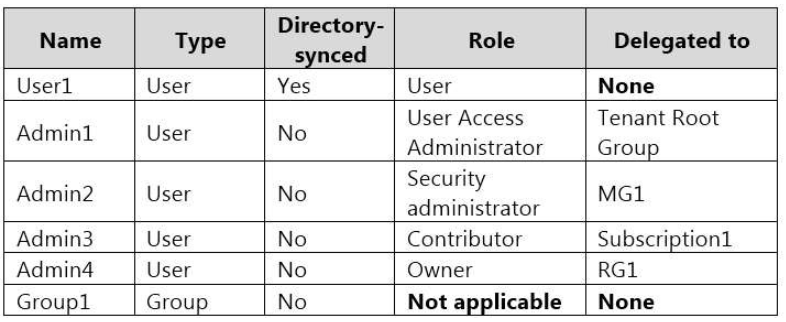 Name Type Directory-synced Role Delegated to
User1 User Yes User None
Admin1 User No User Access Administrator Tenant Root Group
Admin2 User No Security administrator MG1
Admin3 User No Contributor Subscription1
Admin4 User No Owner RG1
Group1 Group No Not applicable None